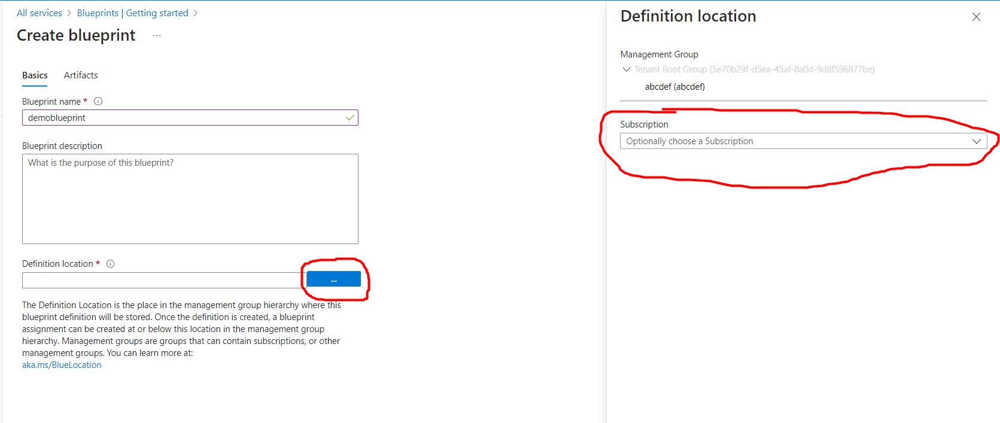 All services > Blueprints | Getting started >
Create blueprint ...
Basics Artifacts
Blueprint name *
demoblueprint
Blueprint description
What is the purpose of this blueprint?
Definition location *
...
The Definition Location is the place in the management group hierarchy where this
blueprint definition will be stored. Once the definition is created, a blueprint
assignment can be created at or below this location in the management group
hierarchy. Management groups are groups that can contain subscriptions, or other
management groups. You can learn more at:
aka.ms/BlueLocation
Definition location
Management Group
Tenant Root Group (5e70b29f-d5ea-45af-8a0d-9d8f596877be)
abcdef (abcdef)
Subscription
Optionally choose a Subscription